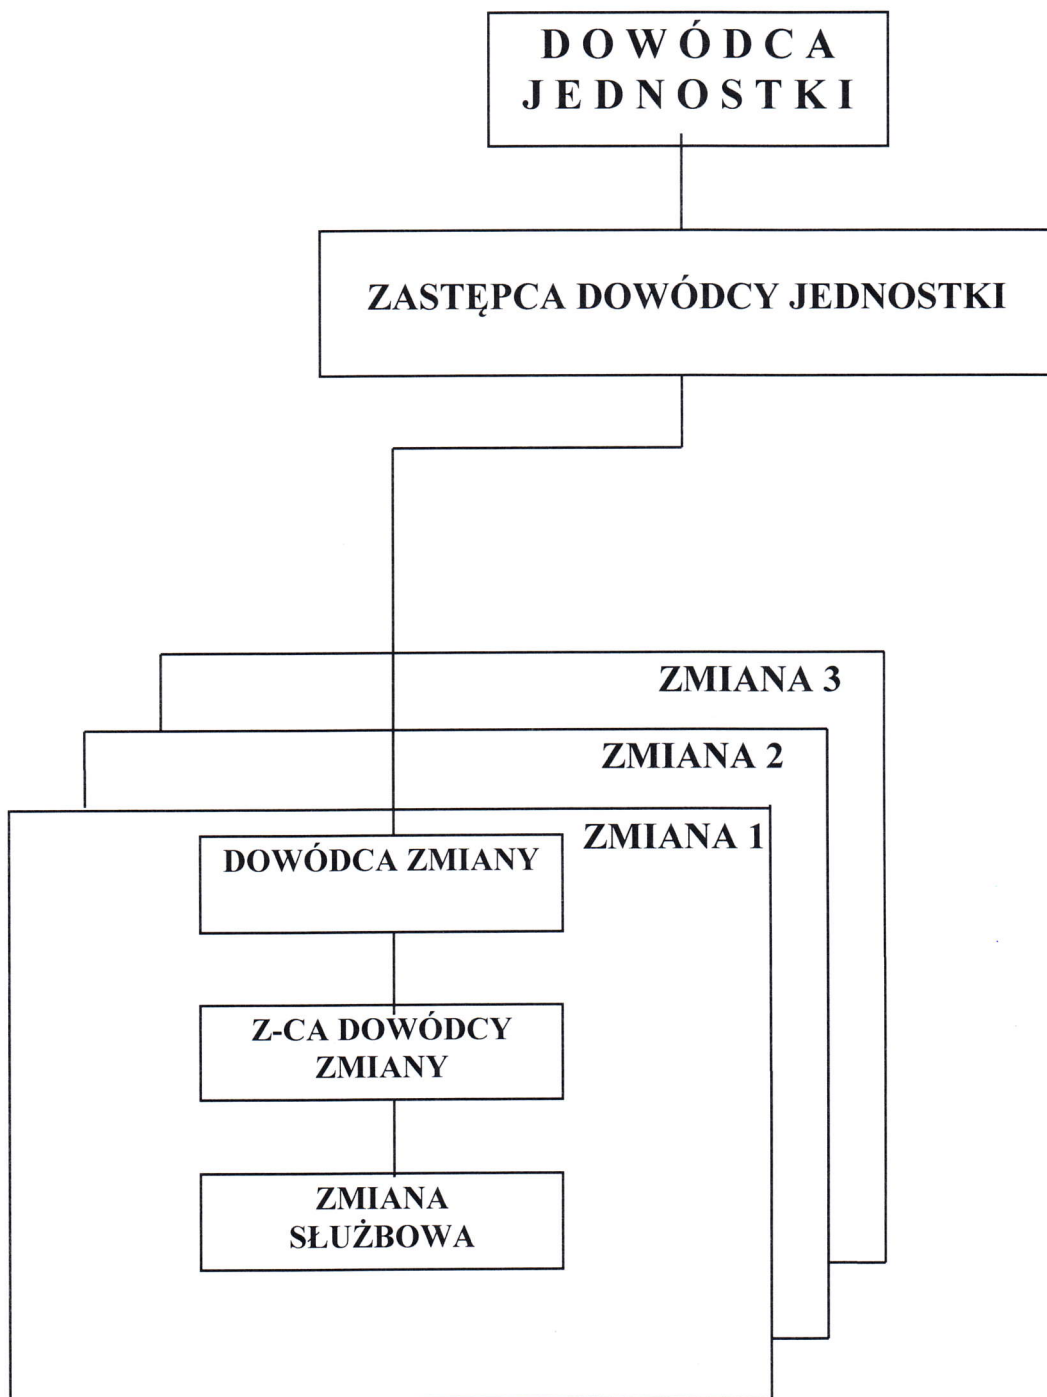 DOWÓDCA
JEDNOSTKI
ZASTĘPCA DOWÓDCY JEDNOSTKI
ZMIANA 3
ZMIANA 2
ZMIANA 1
DOWÓDCA ZMIANY
Z-CA DOWÓDCY
ZMIANY
ZMIANA
SŁUŻBOWA